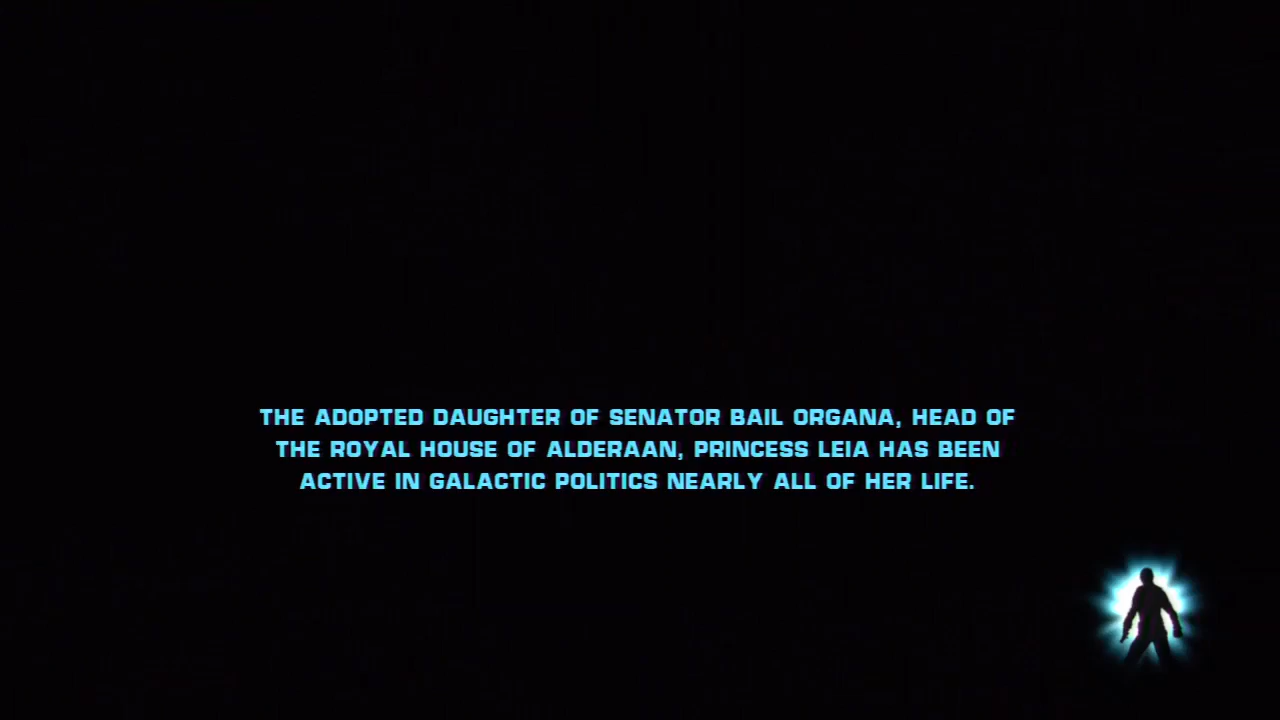 THE ADOPTED DAUGHTER OF SENATOR BAIL ORGANA, HEAD OF
THE ROYAL HOUSE OF ALDERAAN, PRINCESS LEIA HAS BEEN
ACTIVE IN GALACTIC POLITICS NEARLY ALL OF HER LIFE.